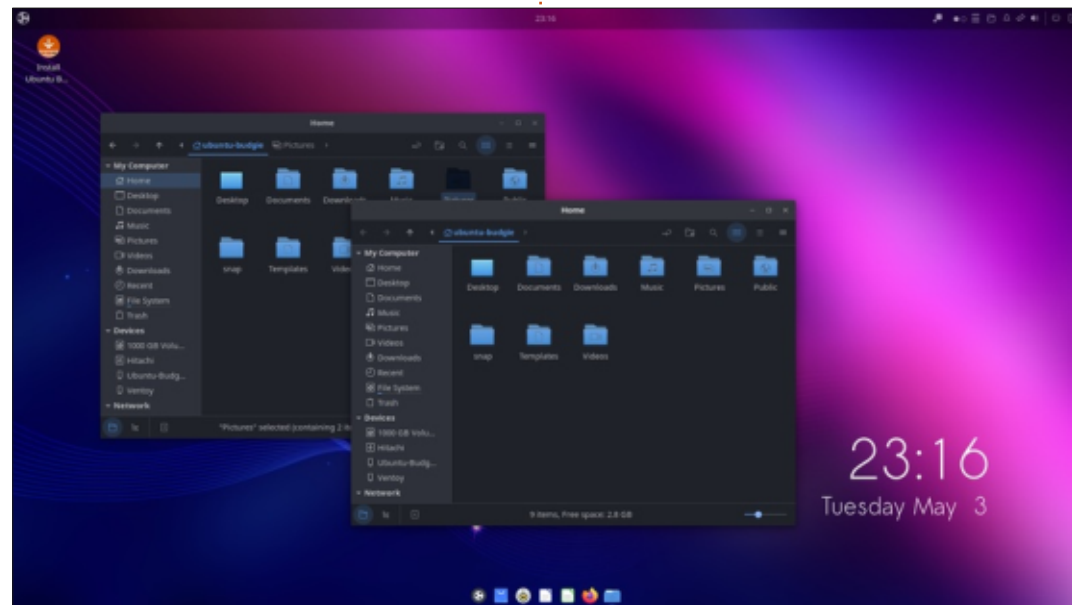 23:16
Install
Ubuntu B...
Home
ubuntu-budgie
Pictures
My Computer
Home
Desktop
Documents
Music
Pictures
Videos
Downloads
Recent
File System
Trash
Devices
1000 GB Volu...
Hitachi
Ubuntu-Budg...
Ventoy
Network
Desktop
Documents
snap
Templates
"Pictures" selected (containing 2
Home
ubuntu-budgie
My Computer
Home
Desktop
Documents
Music
Pictures
Videos
Downloads
Recent
File System
Trash
Devices
1000 GB Volu...
Hitachi
Ubuntu-Budg...
Ventoy
Network
Desktop
Documents
Downloads
Music
Pictures
Public
snap
Templates
Videos
9 items, Free space: 2.8 GB
23:16
Tuesday May 3